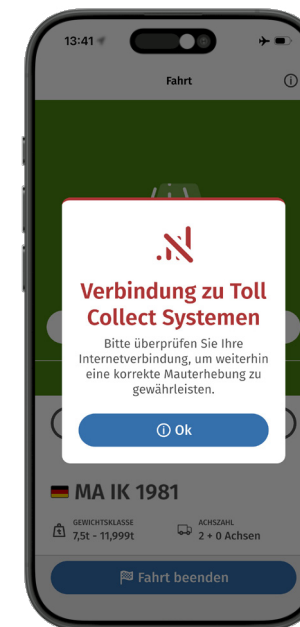 13:41
Fahrt
Verbindung zu Toll
Collect Systemen
Bitte überprüfen Sie Ihre
Internetverbindung, um weiterhin
eine korrekte Mauterhebung zu
gewährleisten.
Ok
MA IK 1981
GEWICHTSKLASSE
7,5t - 11,999t
ACHSZAHL
2 + 0 Achsen
Fahrt beenden